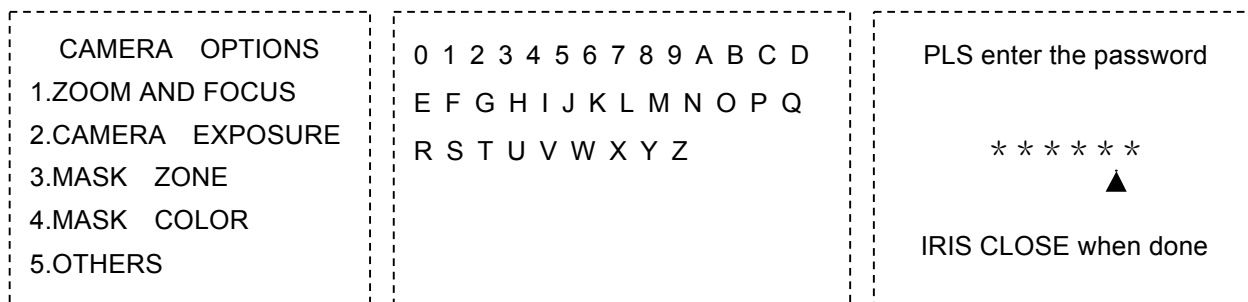 CAMERA OPTIONS
1.ZOOM AND FOCUS
2.CAMERA EXPOSURE
3.MASK ZONE
4.MASK COLOR
5.OTHERS
0 1 2 3 4 5 6 7 8 9 A B C D
E F G H I J K L M N O P Q
R S T U V W X Y Z
PLS enter the password
* * * * * *
IRIS CLOSE when done